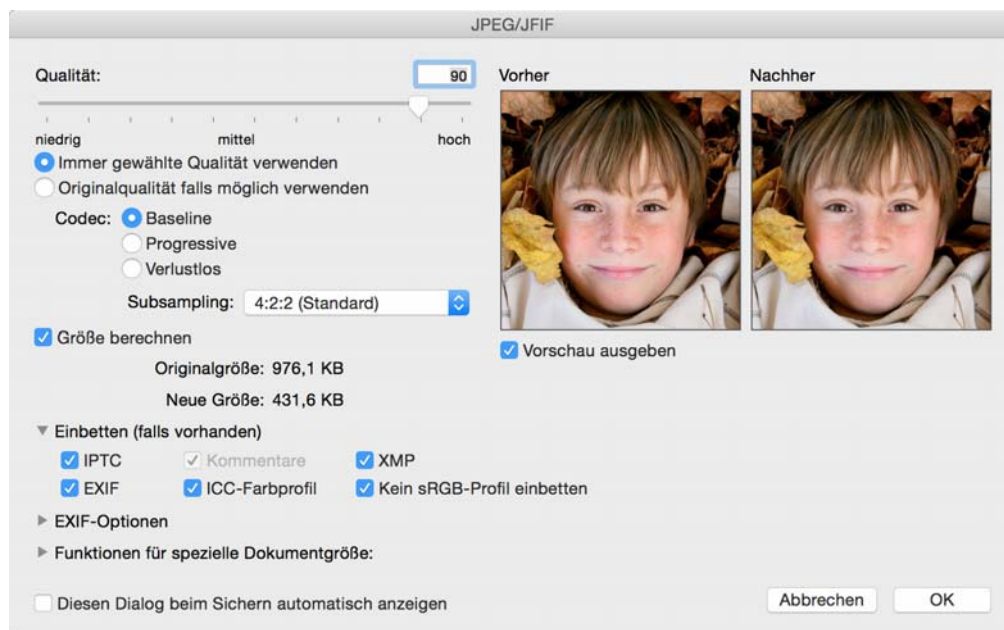 JPEG/JFIF
Qualität: 90
niedrig mittel hoch
Immer gewählte Qualität verwenden
Originalqualität falls möglich verwenden
Codec: Baseline
Progressive
Verlustlos
Subsampling: 4:2:2 (Standard)
Größe berechnen
Originalgröße: 976,1 KB
Neue Größe: 431,6 KB
Vorher Nachher
Vorschau ausgeben
Einbetten (falls vorhanden)
IPTC Kommentare XMP
EXIF ICC-Farbprofil Kein sRGB-Profil einbetten
EXIF-Optionen
Funktionen für spezielle Dokumentgröße:
Diesen Dialog beim Sichern automatisch anzeigen
Abbrechen OK